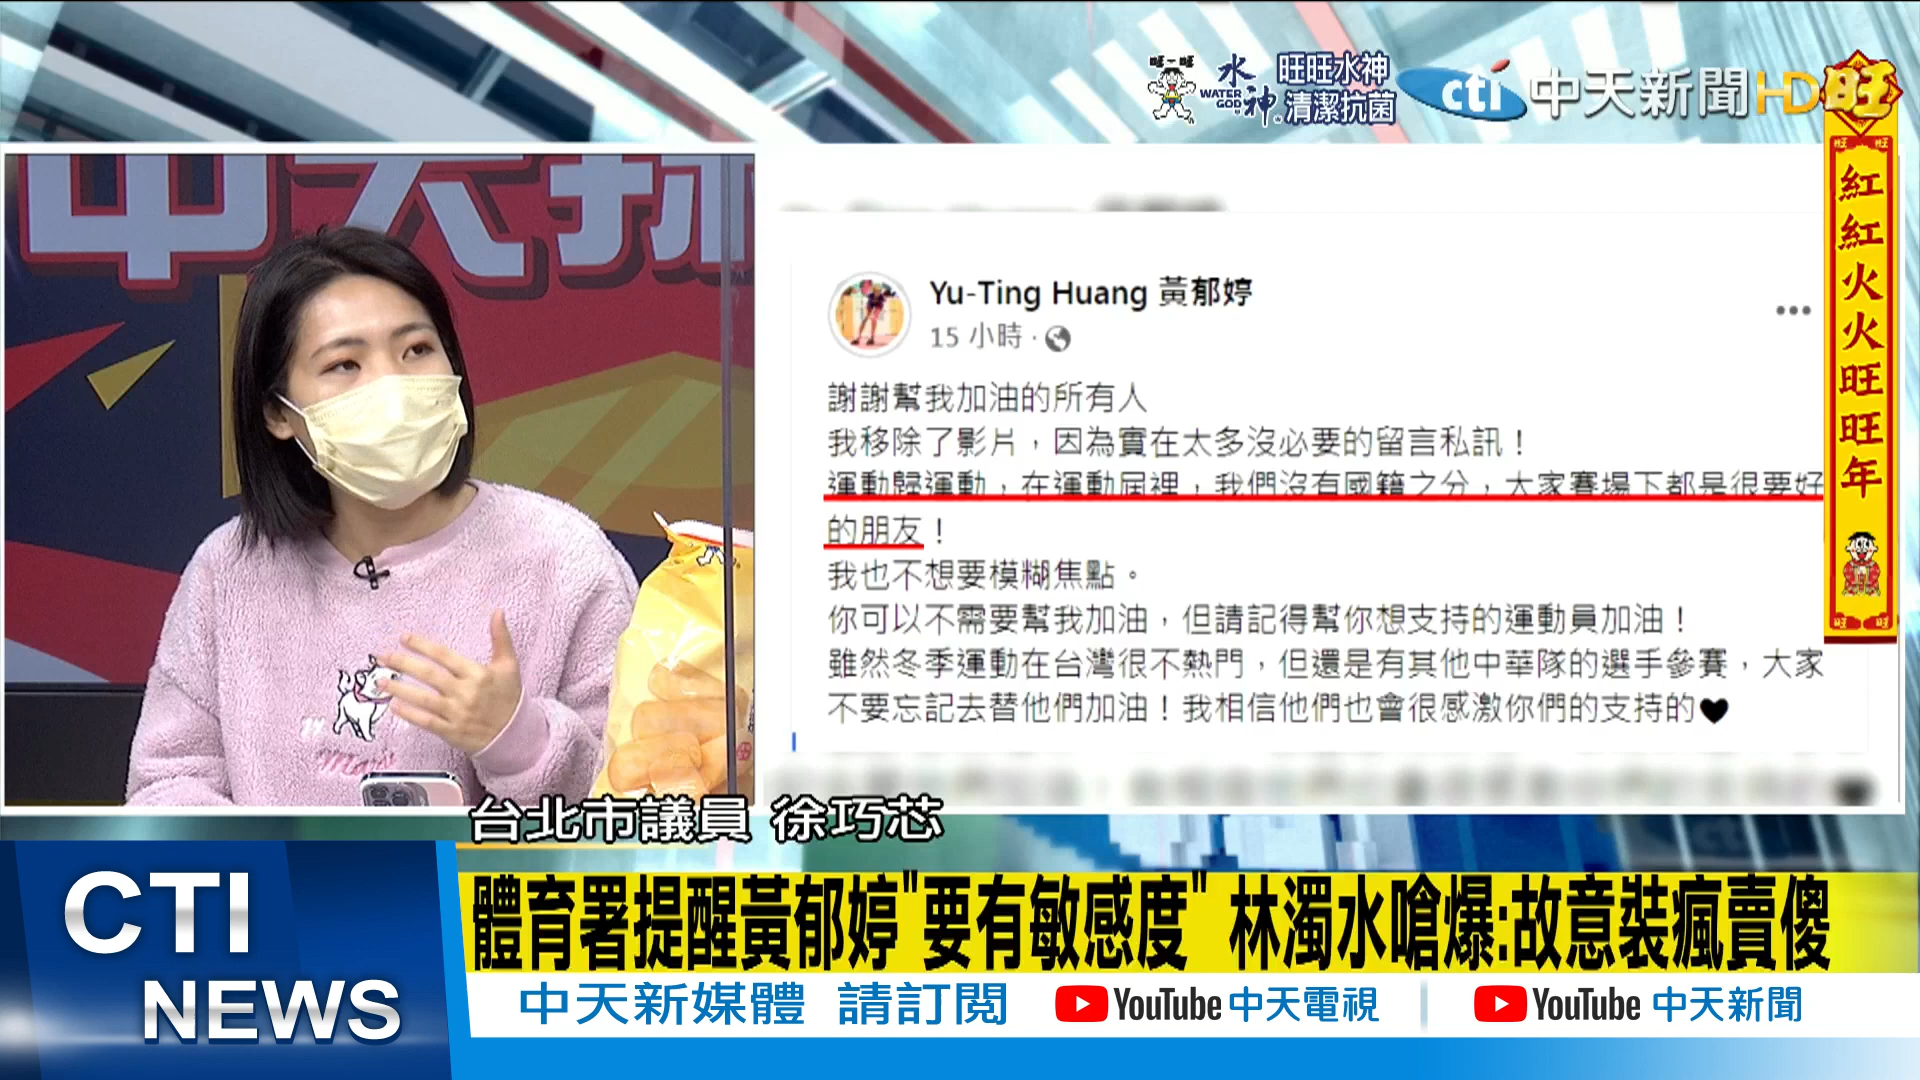 旺一旺
水神
WATER GOD
旺旺水神
清潔抗菌
cti 中天新聞HD
旺
紅紅火火旺旺年
中天
Yu-Ting Huang 黃郁婷
15 小時
謝謝幫我加油的所有人
我移除了影片，因為實在太多沒必要的留言私訊！
運動歸運動，在運動屆裡，我們沒有國籍之分，大家賽場下都是很要好
的朋友！
我也不想要模糊焦點。
你可以不需要幫我加油，但請記得幫你想支持的運動員加油！
雖然冬季運動在台灣很不熱門，但還是有其他中華隊的選手參賽，大家
不要忘記去替他們加油！我相信他們也會很感激你們的支持的♥
Marie
台北市議員 徐巧芯
CTI NEWS
體育署提醒黃郁婷"要有敏感度" 林濁水嗆爆:故意裝瘋賣傻
中天新媒體 請訂閱 YouTube 中天電視 YouTube 中天新聞